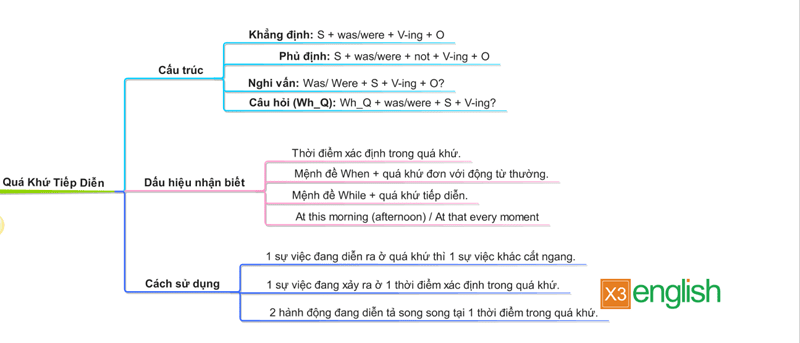 Quá Khứ Tiếp Diễn
Cấu trúc
Khẳng định: S + was/were + V-ing + O
Phủ định: S + was/were + not + V-ing + O
Nghi vấn: Was/ Were + S + V-ing + O?
Câu hỏi (Wh_Q): Wh_Q + was/were + S + V-ing?
Dấu hiệu nhận biết
Thời điểm xác định trong quá khứ.
Mệnh đề When + quá khứ đơn với động từ thường.
Mệnh đề While + quá khứ tiếp diễn.
At this morning (afternoon) / At that every moment
Cách sử dụng
1 sự việc đang diễn ra ở quá khứ thỉ 1 sự việc khác cắt ngang.
1 sự việc đang xảy ra ở 1 thời điểm xác định trong quá khứ.
2 hành động đang diễn tả song song tại 1 thời điểm trong quá khứ.
X3 english